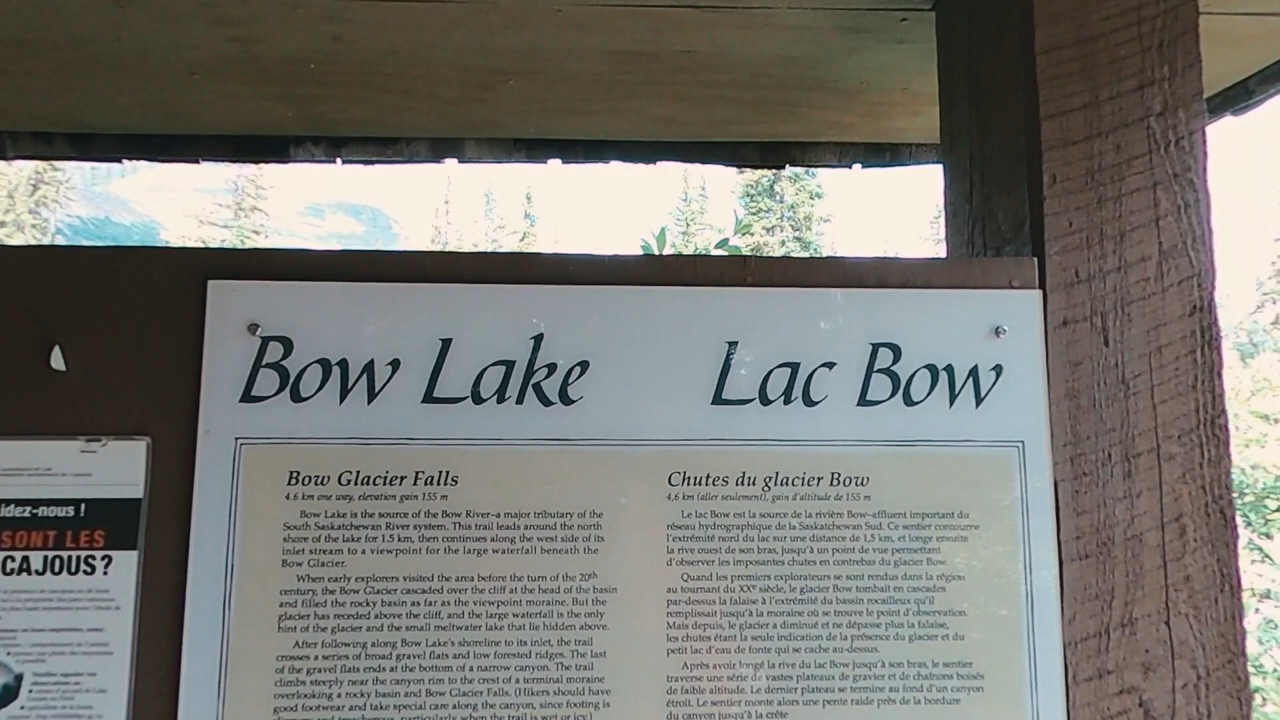 Bow Lake
Lac Bow
Bow Glacier Falls
4.6 km one way, elevation gain 155 m
Bow Lake is the source of the Bow River–a major tributary of the
South Saskatchewan River system. This trail leads around the north
shore of the lake for 1.5 km, then continues along the west side of its
inlet stream to a viewpoint for the large waterfall beneath the
Bow Glacier.
When early explorers visited the area before the turn of the 20th
century, the Bow Glacier cascaded over the cliff at the head of the basin
and filled the rocky basin as far as the viewpoint moraine. But the
glacier has receded above the cliff, and the large waterfall is the only
hint of the glacier and the small meltwater lake that lie hidden above.
After following along Bow Lake's shoreline to its inlet, the trail
crosses a series of broad gravel flats and low forested ridges. The last
of the gravel flats ends at the bottom of a narrow canyon. The trail
climbs steeply near the canyon rim to the crest of a terminal moraine
overlooking a rocky basin and Bow Glacier Falls. (Hikers should have
good footwear and take special care along the canyon, since footing is
slippery and treacherous, particularly when the trail is wet or icy.)
Chutes du glacier Bow
4,6 km (aller seulement), gain d'altitude de 155 m
Le lac Bow est la source de la rivière Bow–affluent important du
réseau hydrographique de la Saskatchewan Sud. Ce sentier contourne
l'extrémité nord du lac sur une distance de 1,5 km, et longe ensuite
la rive ouest de son bras, jusqu'à un point de vue permettant
d'observer les imposantes chutes en contrebas du glacier Bow.
Quand les premiers explorateurs se sont rendus dans la région
au tournant du XXe siècle, le glacier Bow tombait en cascades
par-dessus la falaise à l'extrémité du bassin rocailleux qu'il
remplissait jusqu'à la moraine où se trouve le point d'observation.
Mais depuis, le glacier a diminué et ne dépasse plus la falaise,
les chutes étant la seule indication de la présence du glacier et du
petit lac d'eau de fonte qui se cache au-dessus.
Après avoir longé la rive du lac Bow jusqu'à son bras, le sentier
traverse une série de vastes plateaux de gravier et de chaînons boisés
de faible altitude. Le dernier plateau se termine au fond d'un canyon
étroit. Le sentier monte alors une pente raide près de la bordure
du canyon jusqu'à la crête
idez-nous !
SONT LES
CAJOUS?